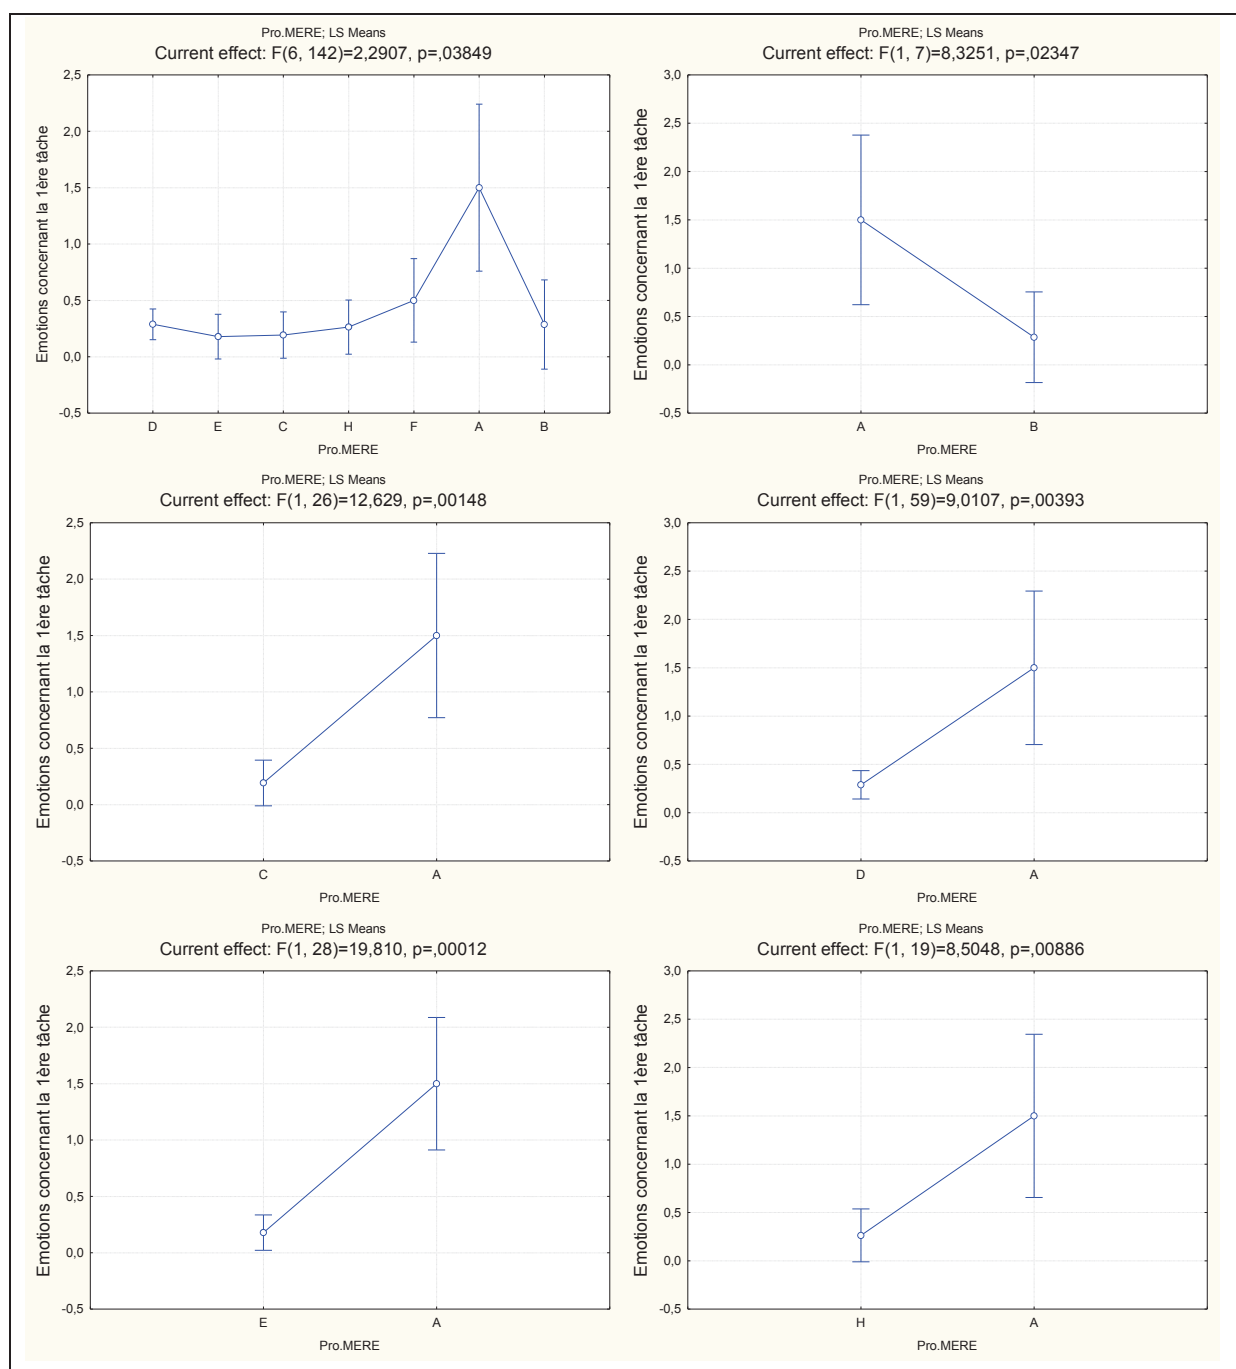 Pro.MERE; LS Means
Current effect: F(6, 142)=2,2907, p=,03849
Emotions concernant la 1ère tâche
2,5
2,0
1,5
1,0
0,5
0,0
-0,5
D E C H F A B
Pro.MERE
Pro.MERE; LS Means
Current effect: F(1, 7)=8,3251, p=,02347
Emotions concernant la 1ère tâche
3,0
2,5
2,0
1,5
1,0
0,5
0,0
-0,5
A B
Pro.MERE
Pro.MERE; LS Means
Current effect: F(1, 26)=12,629, p=,00148
Emotions concernant la 1ère tâche
2,5
2,0
1,5
1,0
0,5
0,0
-0,5
C A
Pro.MERE
Pro.MERE; LS Means
Current effect: F(1, 59)=9,0107, p=,00393
Emotions concernant la 1ère tâche
3,0
2,5
2,0
1,5
1,0
0,5
0,0
-0,5
D A
Pro.MERE
Pro.MERE; LS Means
Current effect: F(1, 28)=19,810, p=,00012
Emotions concernant la 1ère tâche
2,5
2,0
1,5
1,0
0,5
0,0
-0,5
E A
Pro.MERE
Pro.MERE; LS Means
Current effect: F(1, 19)=8,5048, p=,00886
Emotions concernant la 1ère tâche
3,0
2,5
2,0
1,5
1,0
0,5
0,0
-0,5
H A
Pro.MERE